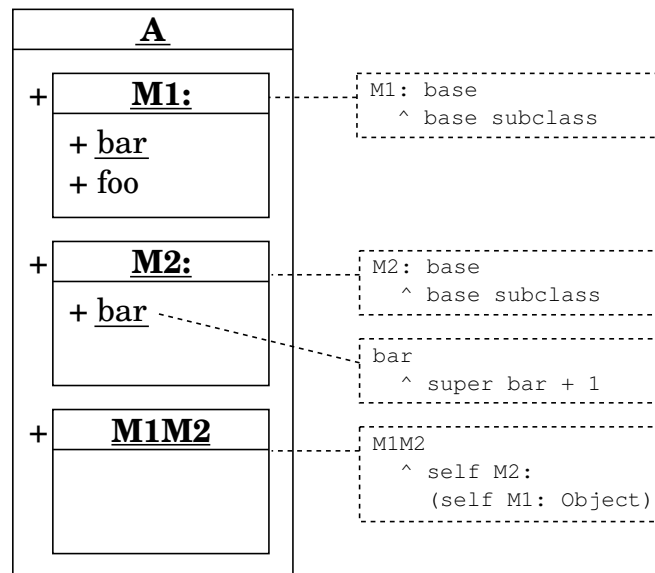 A
+ M1:
+ bar
+ foo
M1: base
^ base subclass
+ M2:
+ bar
M2: base
^ base subclass
bar
^ super bar + 1
+ M1M2
M1M2
^ self M2:
(self M1: Object)